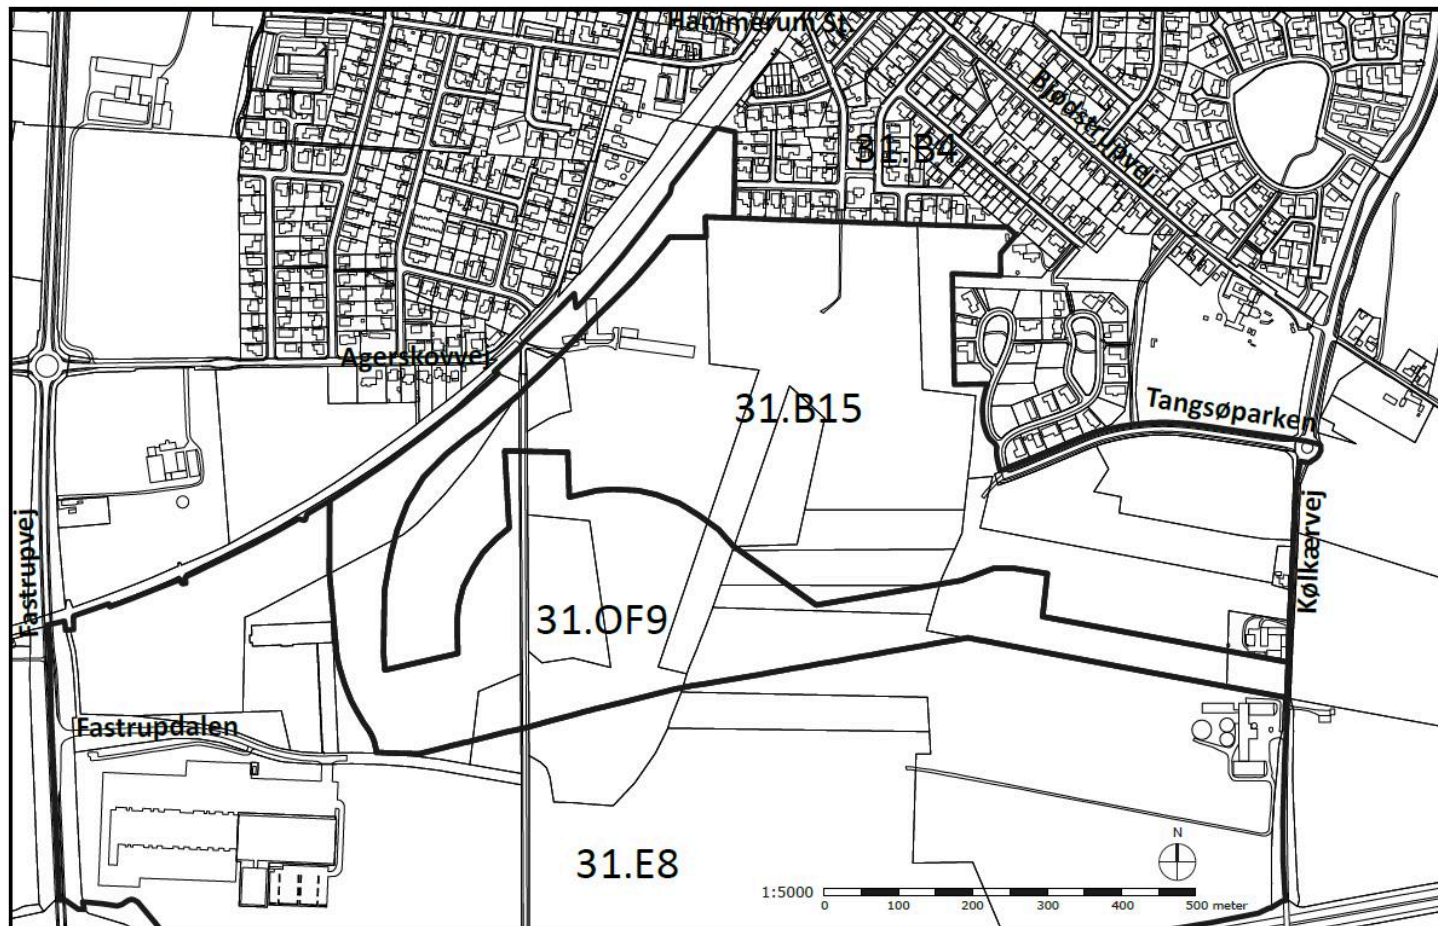 Hammerum St.
Bjødstrupvej
31.B4
Agerskovvej
31.B15
Tangsøparken
Fastrupvej
Kølkærvej
31.OF9
Fastrupdalen
31.E8
N
1:5000
0 100 200 300 400 500 meter